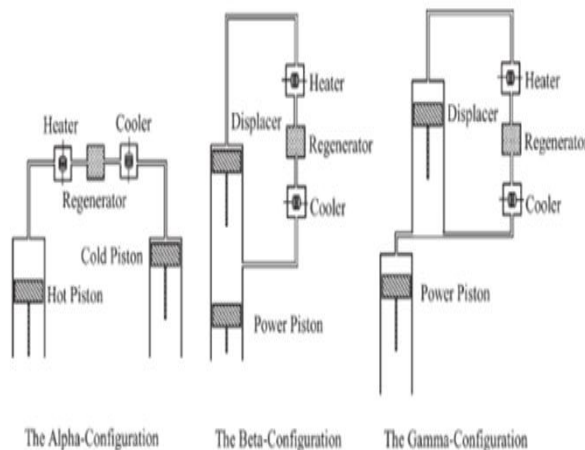 Heater
Cooler
Regenerator
Hot Piston
Cold Piston
The Alpha-Configuration
Displacer
Heater
Regenerator
Cooler
Power Piston
The Beta-Configuration
Displacer
Heater
Regenerator
Cooler
Power Piston
The Gamma-Configuration